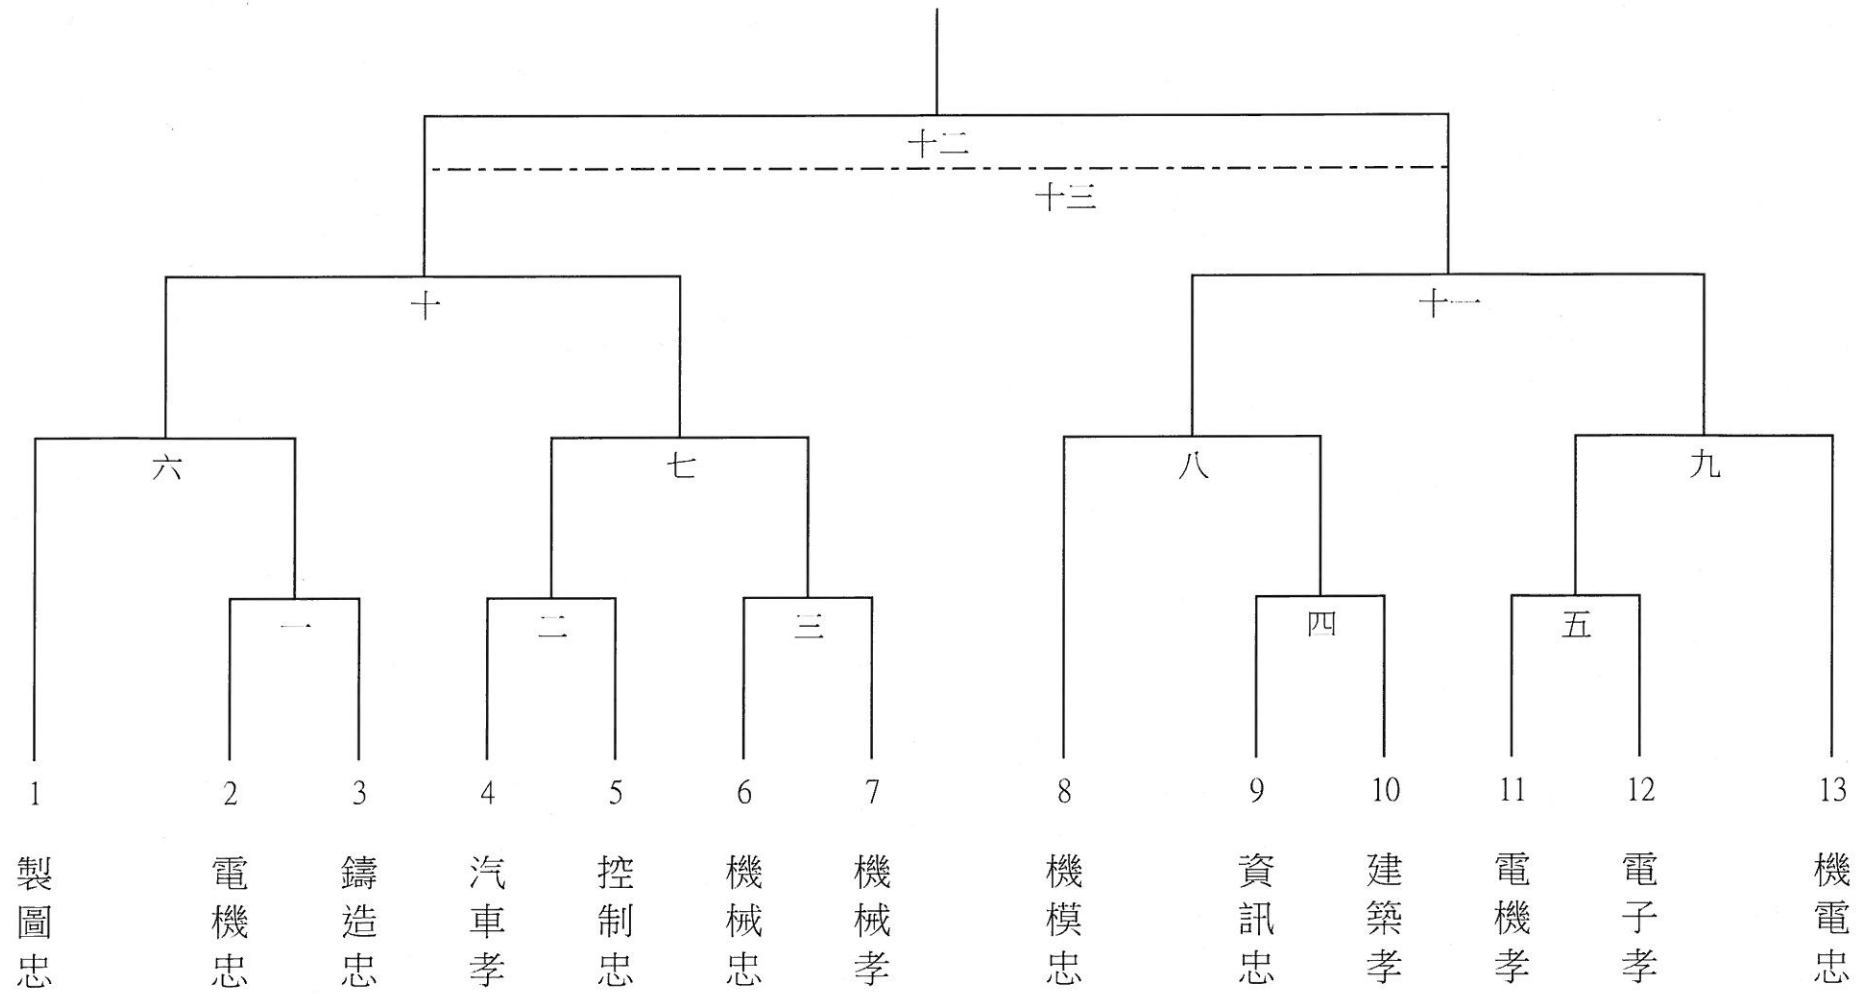 十二
十三
十
十一
六
七
八
九
一
二
三
四
五
1
2
3
4
5
6
7
8
9
10
11
12
13
製圖忠
電機忠
鑄造忠
汽車孝
控制忠
機械忠
機械孝
機模忠
資訊忠
建築孝
電機孝
電子孝
機電忠